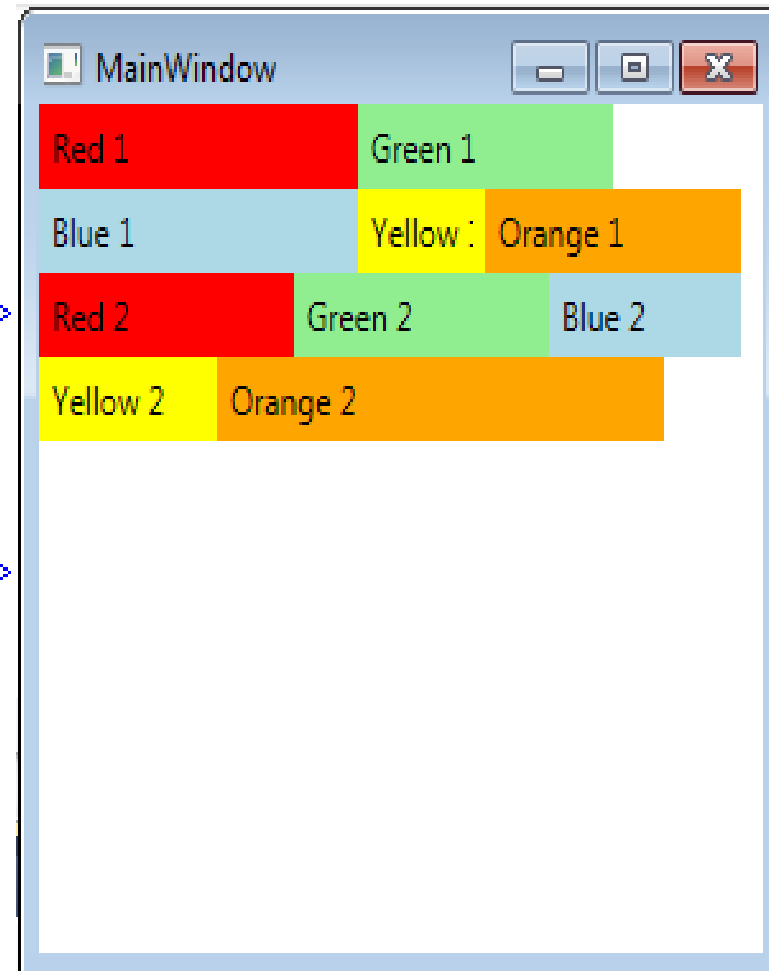 MainWindow
Red 1 Green 1
Blue 1 Yellow Orange 1
Red 2 Green 2 Blue 2
Yellow 2 Orange 2